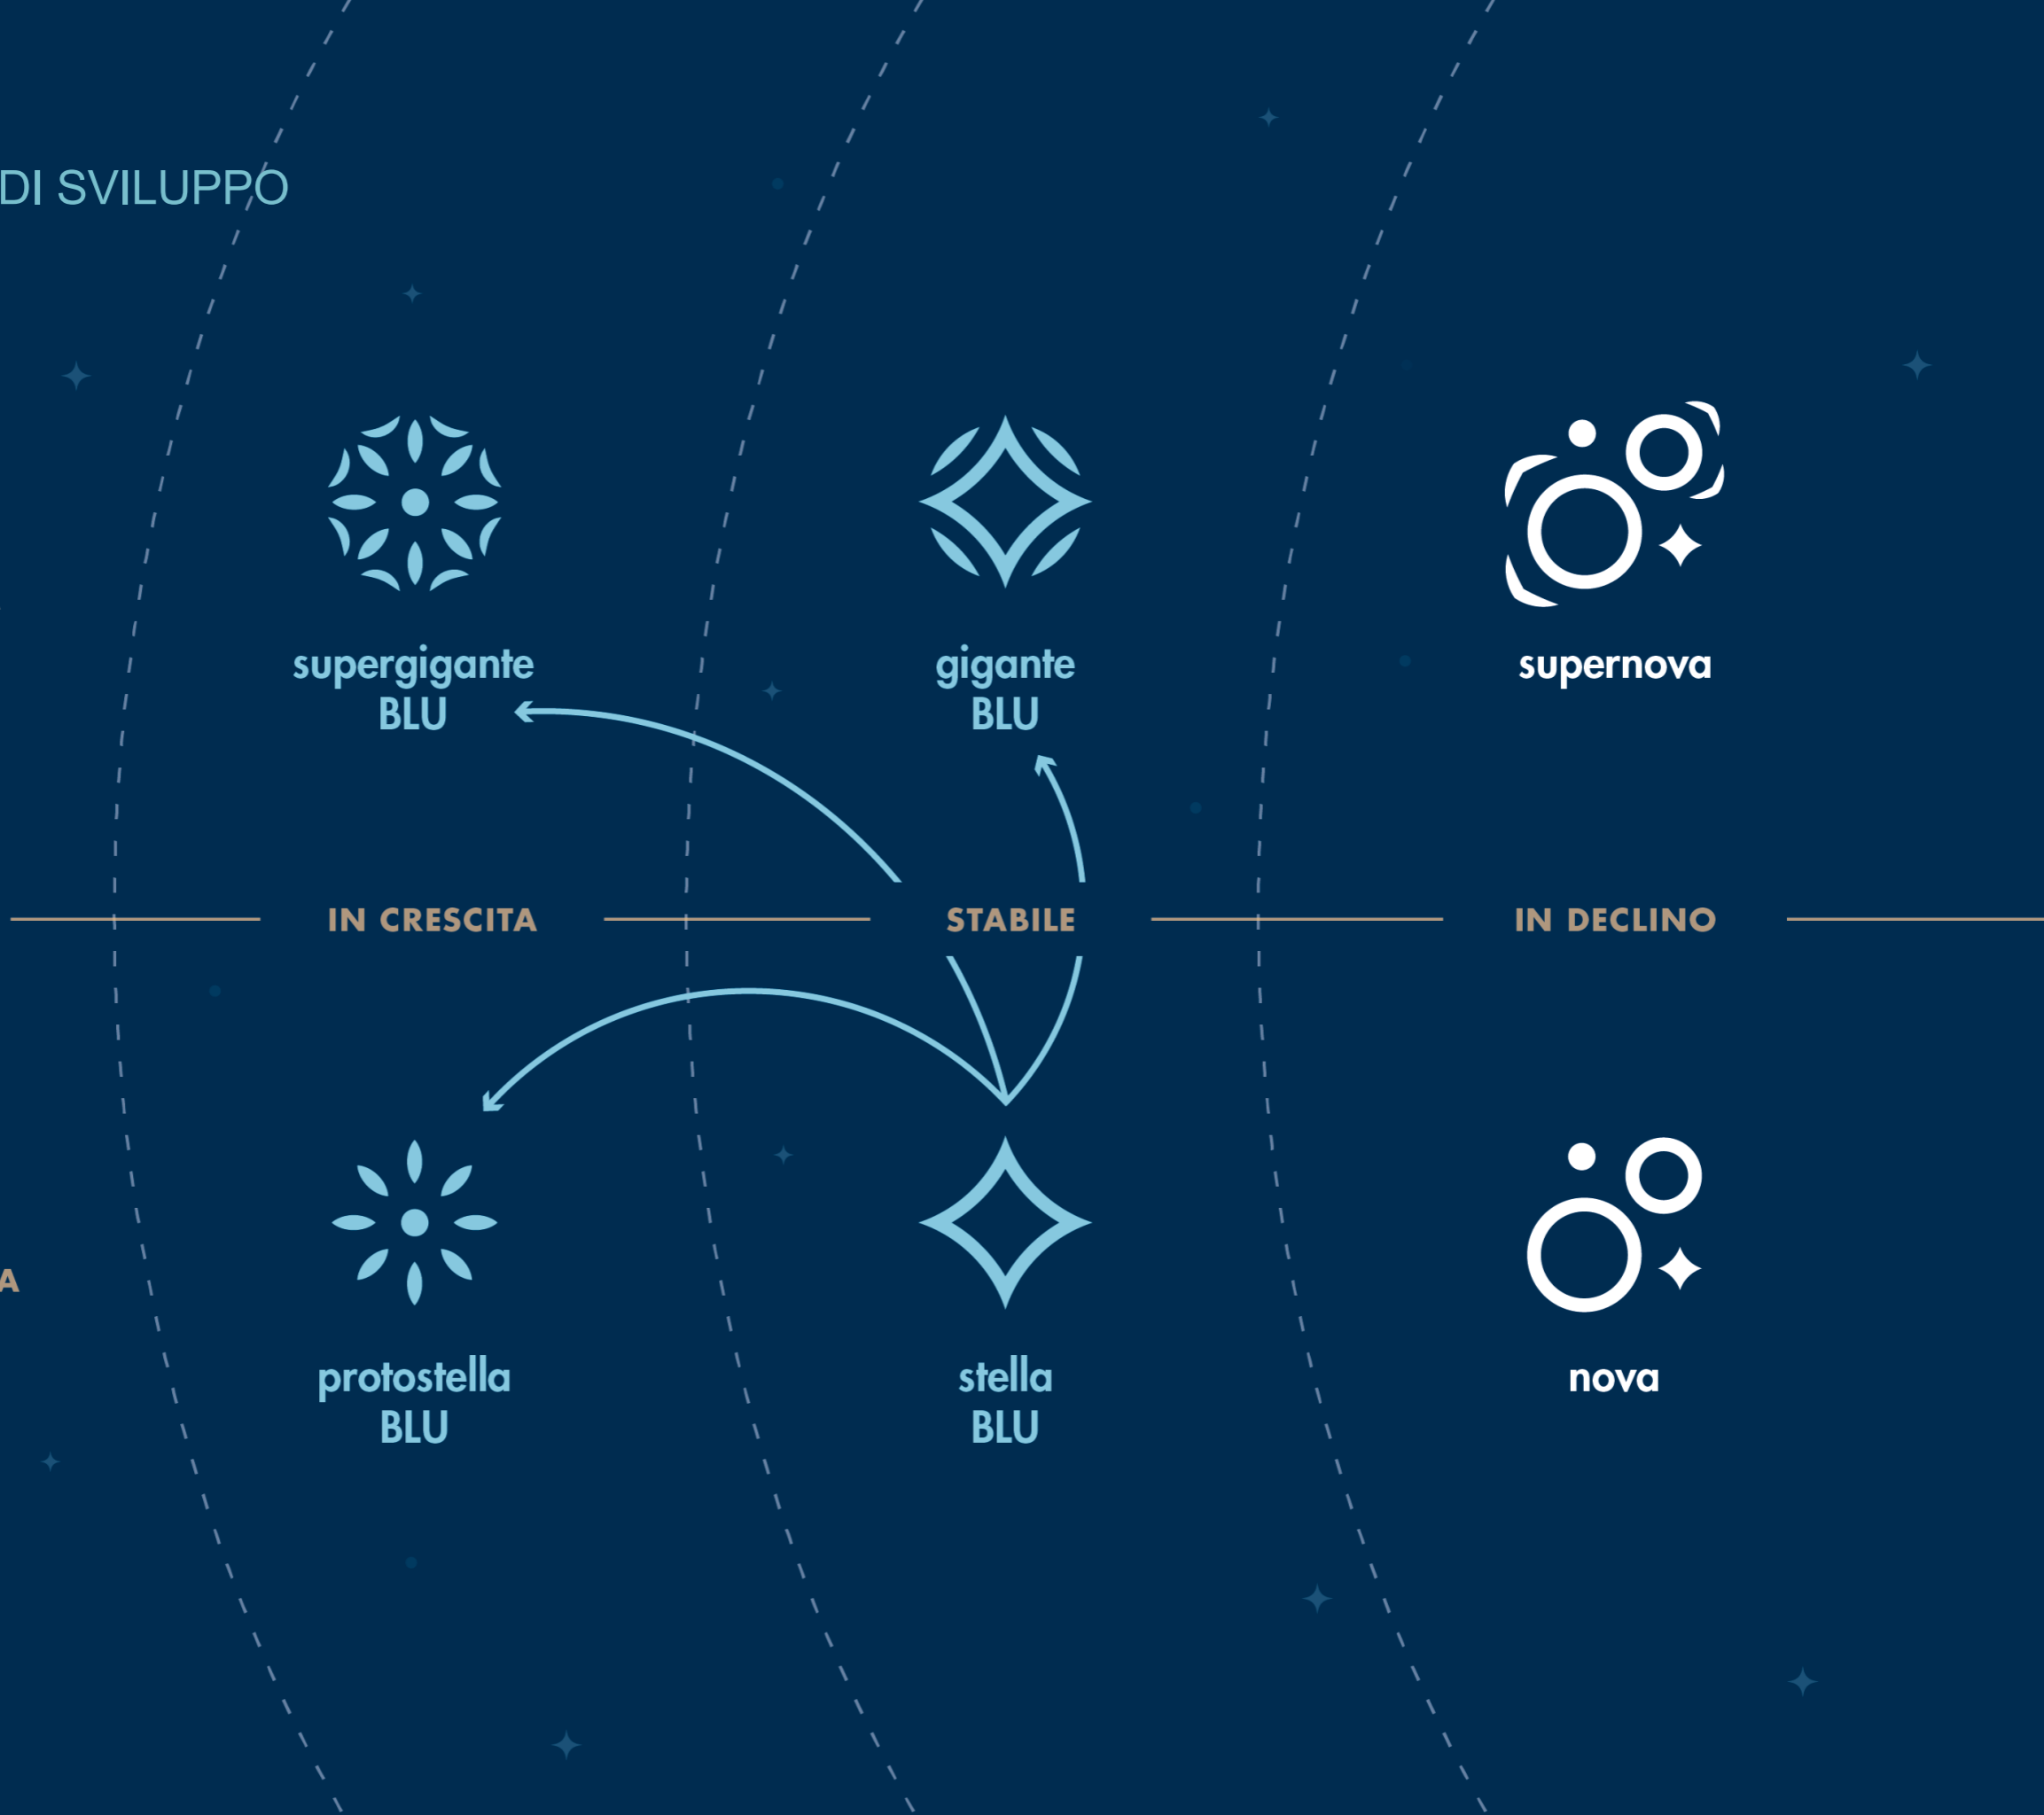 DI SVILUPPO
supergigante
BLU
gigante
BLU
supernova
IN CRESCITA
STABILE
IN DECLINO
A
protostella
BLU
stella
BLU
nova